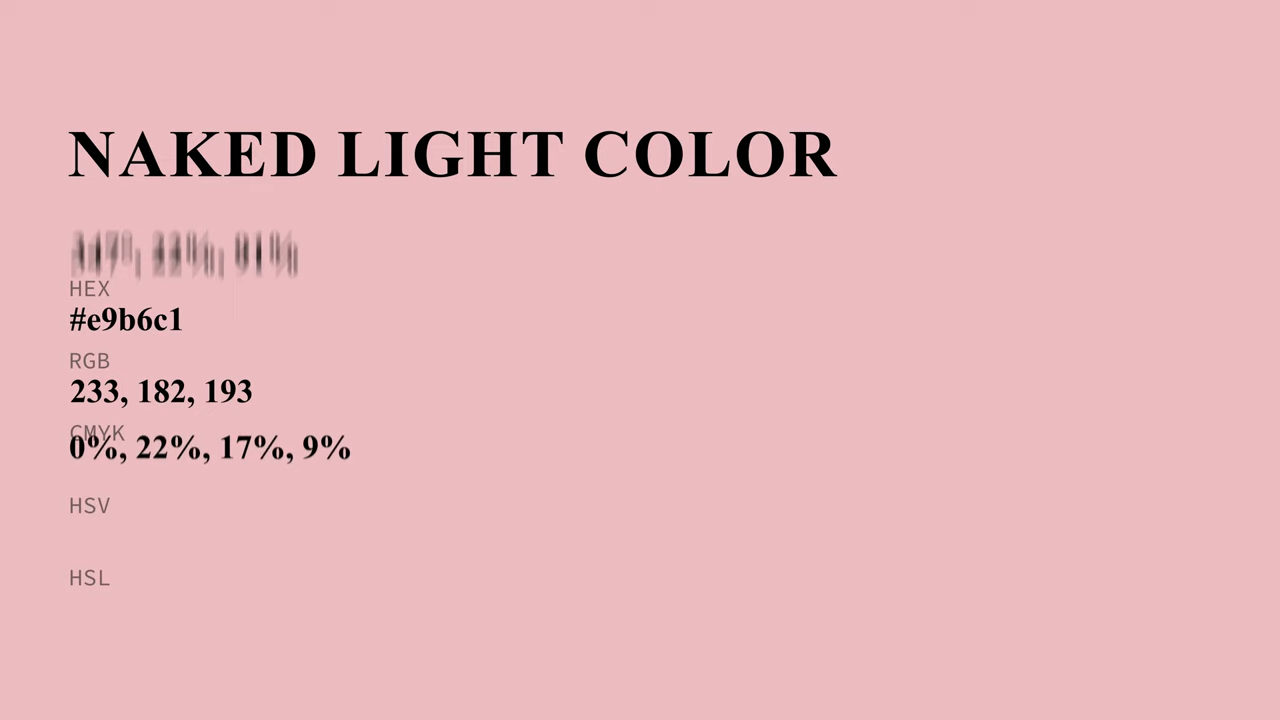 NAKED LIGHT COLOR
HEX
#e9b6c1
RGB
233, 182, 193
CMYK
0%, 22%, 17%, 9%
HSV
HSL